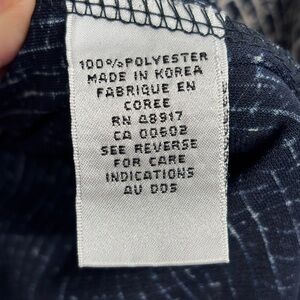 100%POLYESTER
MADE IN KOREA
FABRIQUE EN
COREE
RN 48917
CA 00602
SEE REVERSE
FOR CARE
INDICATIONS
AU DOS